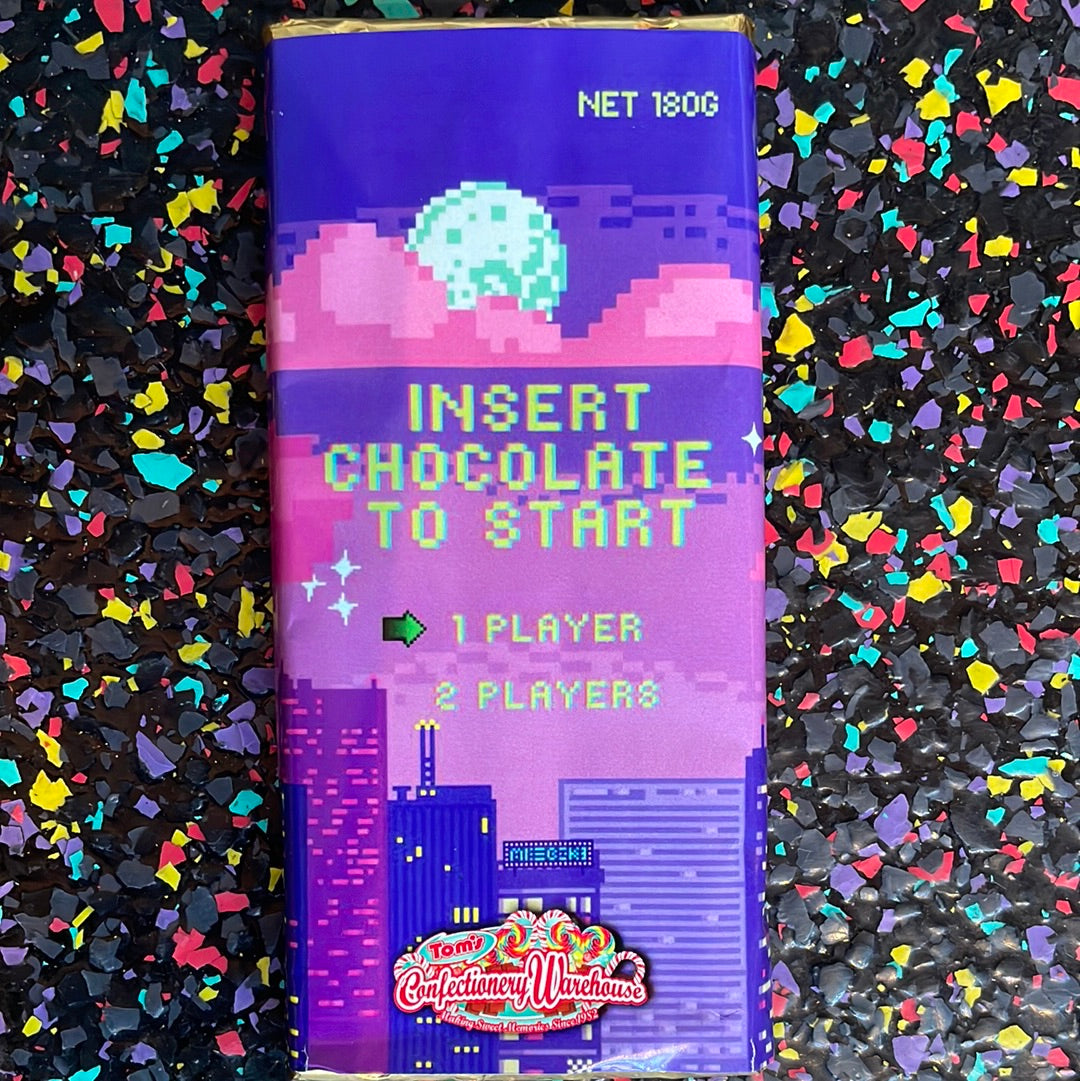 NET 180G
INSERT
CHOCOLATE
TO START
1 PLAYER
2 PLAYERS
Tom's
Confectionery Warehouse
Making Sweet Memories Since 1952